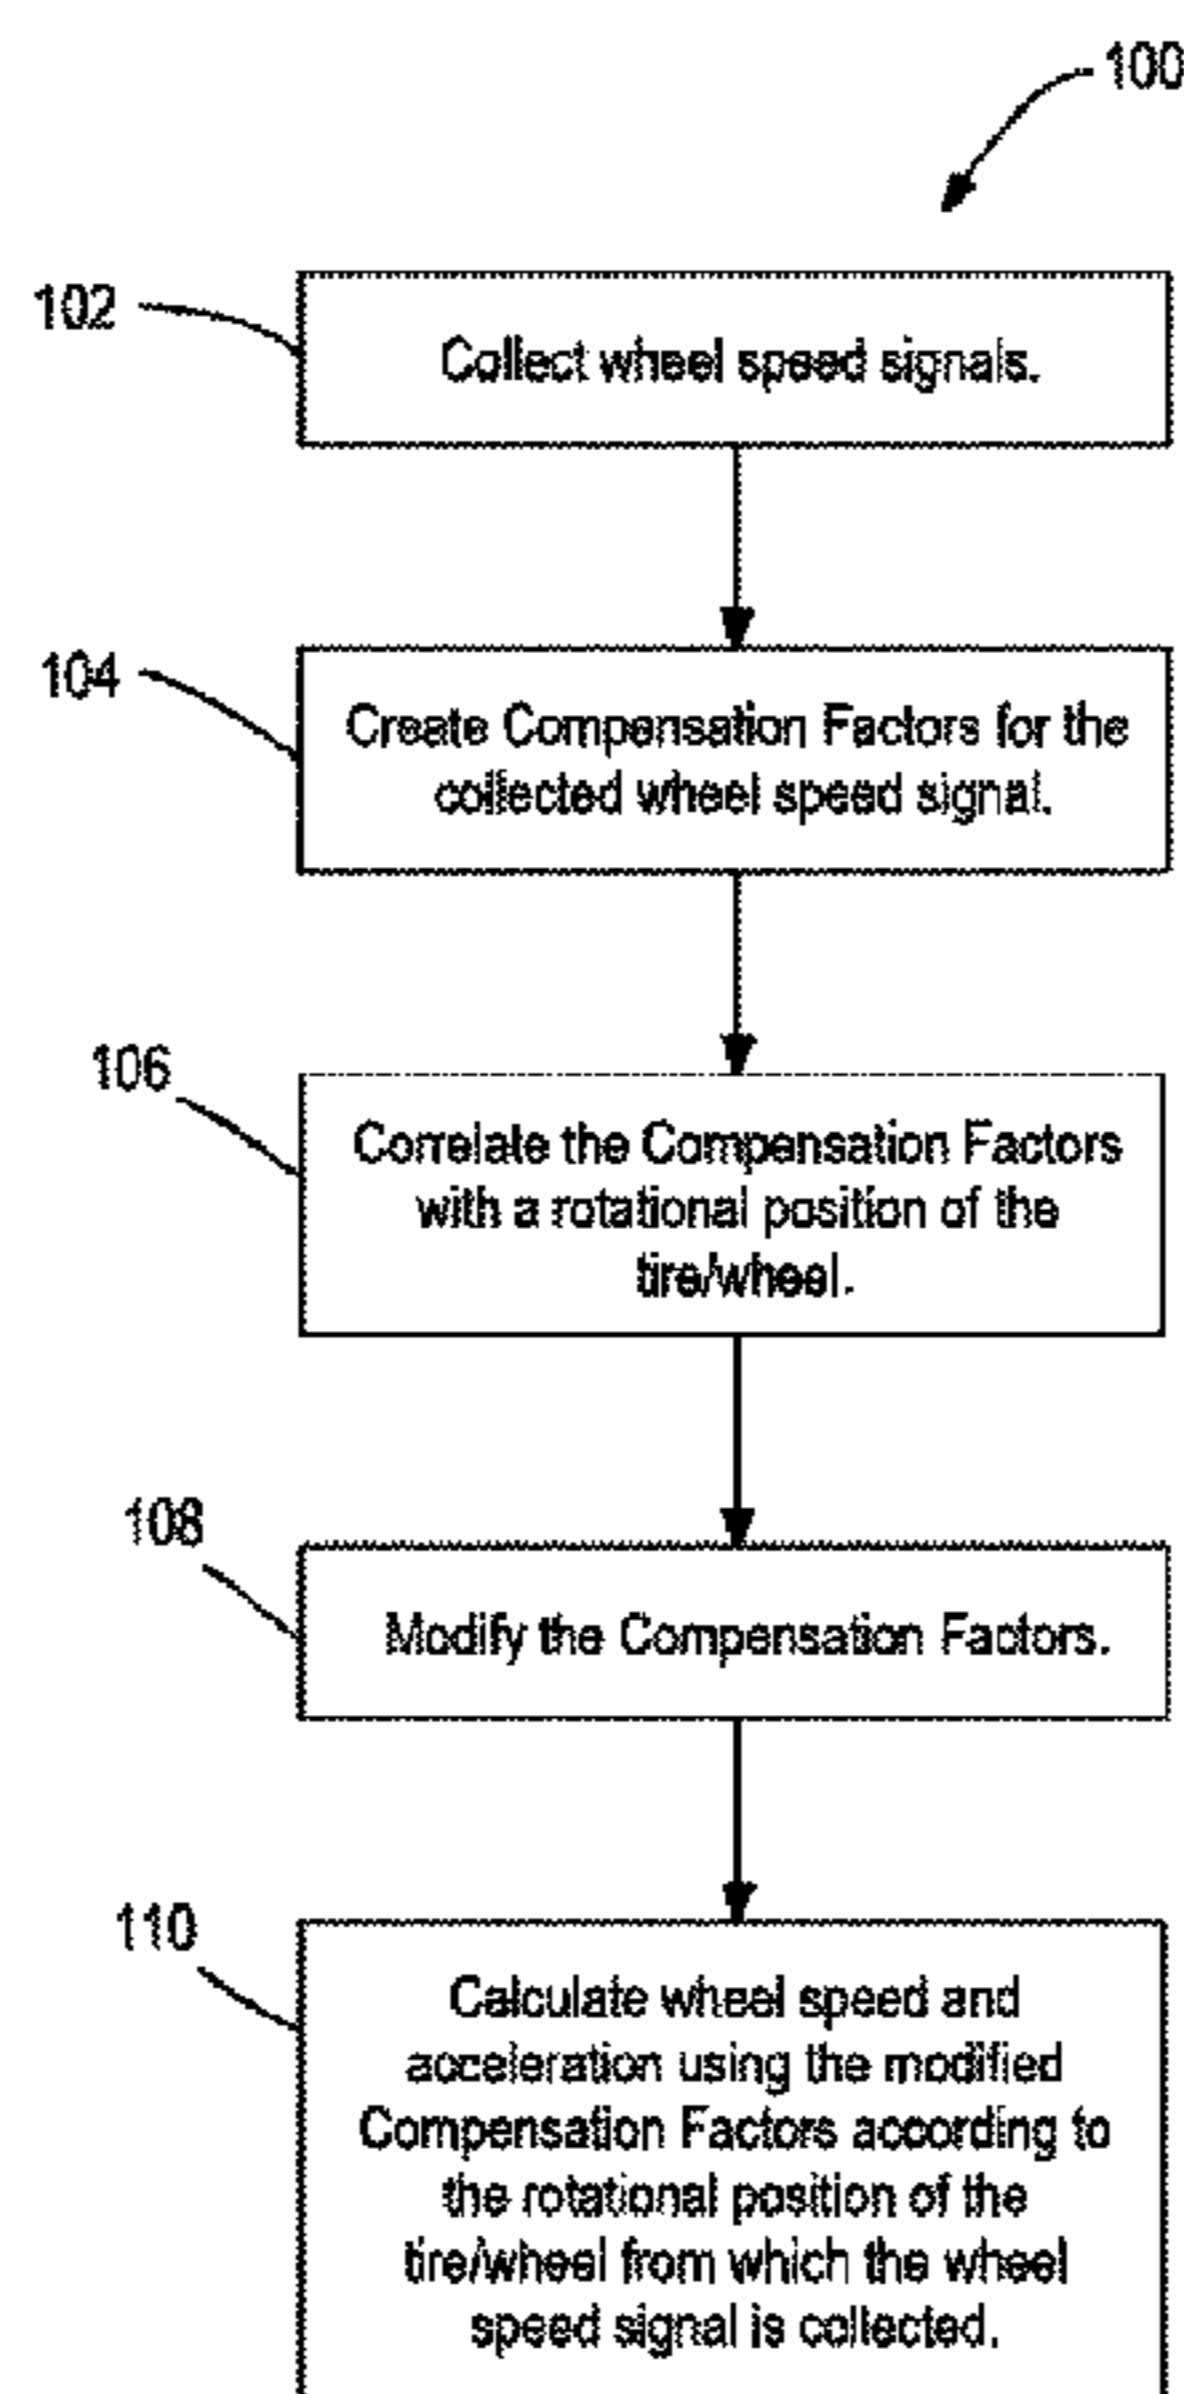 100
102
Collect wheel speed signals.
104
Create Compensation Factors for the
collected wheel speed signal.
106
Correlate the Compensation Factors
with a rotational position of the
tire/wheel.
108
Modify the Compensation Factors.
110
Calculate wheel speed and
acceleration using the modified
Compensation Factors according to
the rotational position of the
tire/wheel from which the wheel
speed signal is collected.